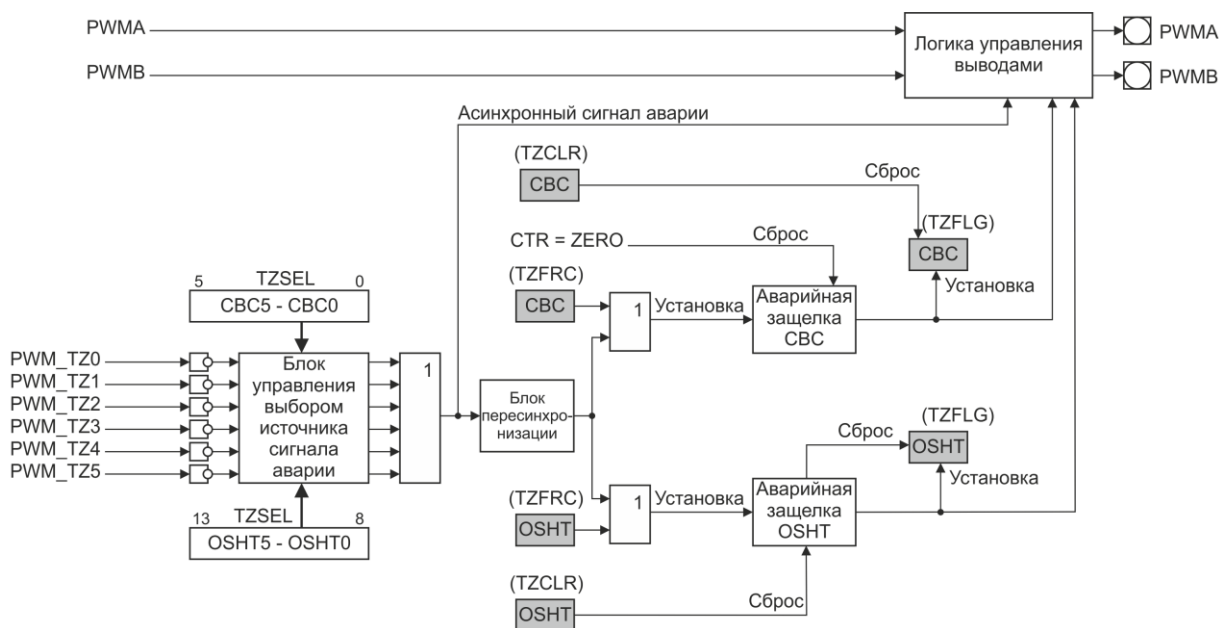 PWMA
PWMB
Логика управления
выводами
PWMA
PWMB
Асинхронный сигнал аварии
(TZCLR)
CBC
Сброс
(TZFLG)
CBC
CTR = ZERO
Сброс
(TZFRC)
CBC
1
Установка
Аварийная
защелка
CBC
Установка
5 TZSEL 0
CBC5 - CBC0
PWM_TZ0
PWM_TZ1
PWM_TZ2
PWM_TZ3
PWM_TZ4
PWM_TZ5
Блок
управления
выбором
источника
сигнала
аварии
1
Блок
пересинхро-
низации
13 TZSEL 8
OSHT5 - OSHT0
(TZFRC)
OSHT
1
Установка
Аварийная
защелка
OSHT
Сброс
(TZFLG)
OSHT
Установка
(TZCLR)
OSHT
Сброс